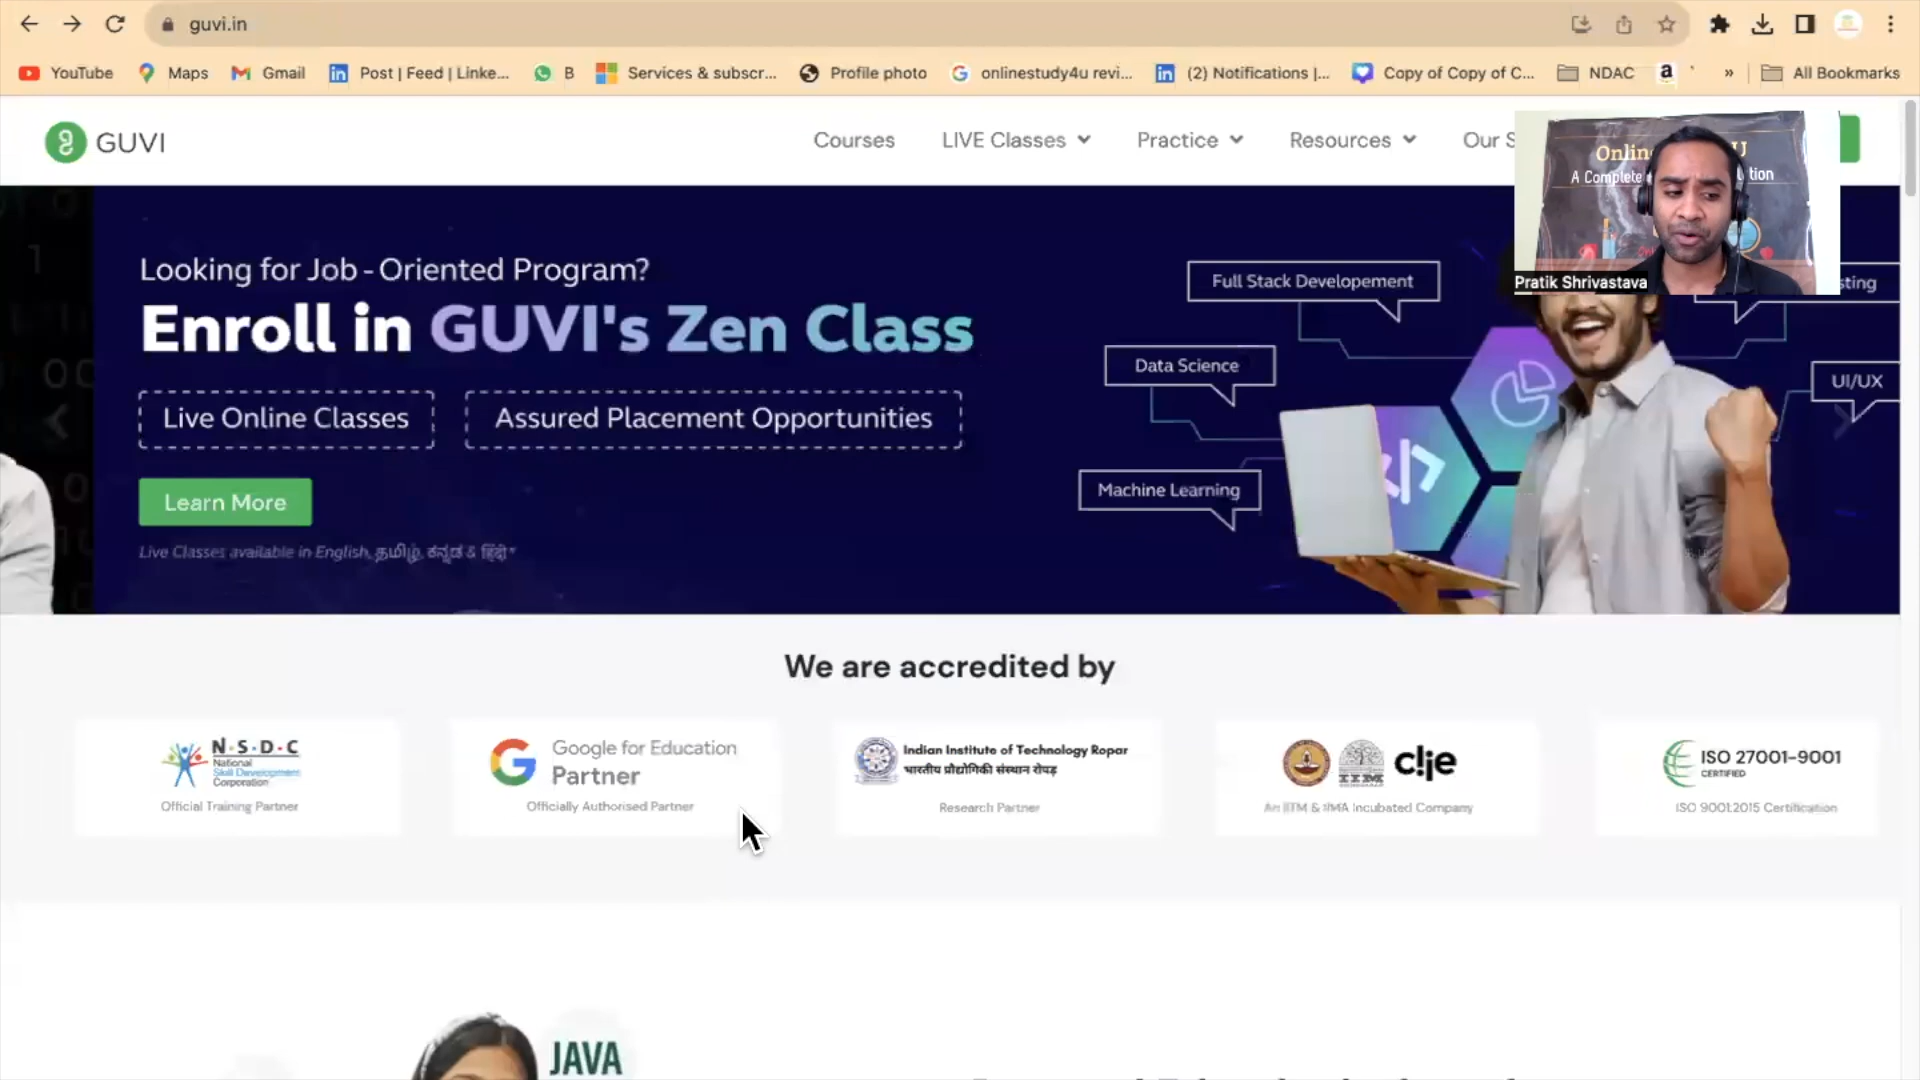 guvi.in
YouTube
Maps
Gmail
Post | Feed | Linke...
B
Services & subscr...
Profile photo
onlinestudy4u revi...
(2) Notifications |...
Copy of Copy of C...
NDAC
a
»
All Bookmarks
GUVI
Courses
LIVE Classes
Practice
Resources
Our S
Onlin
U
A Complete
tion
Pratik Shrivastava
Looking for Job - Oriented Program?
Enroll in GUVI's Zen Class
Live Online Classes
Assured Placement Opportunities
Learn More
Live Classes available in English, தமிழ், ಕನ್ನಡ & हिंदी*
Full Stack Developement
sting
Data Science
UI/UX
Machine Learning
We are accredited by
N·S·D·C
National
Skill Development
Corporation
Official Training Partner
Google for Education
Partner
Officially Authorised Partner
Indian Institute of Technology Ropar
भारतीय प्रौद्योगिकी संस्थान रोपड़
Research Partner
IIM
cl!e
An IITM & IIMA Incubated Company
ISO 27001-9001
CERTIFIED
ISO 9001:2015 Certification
JAVA